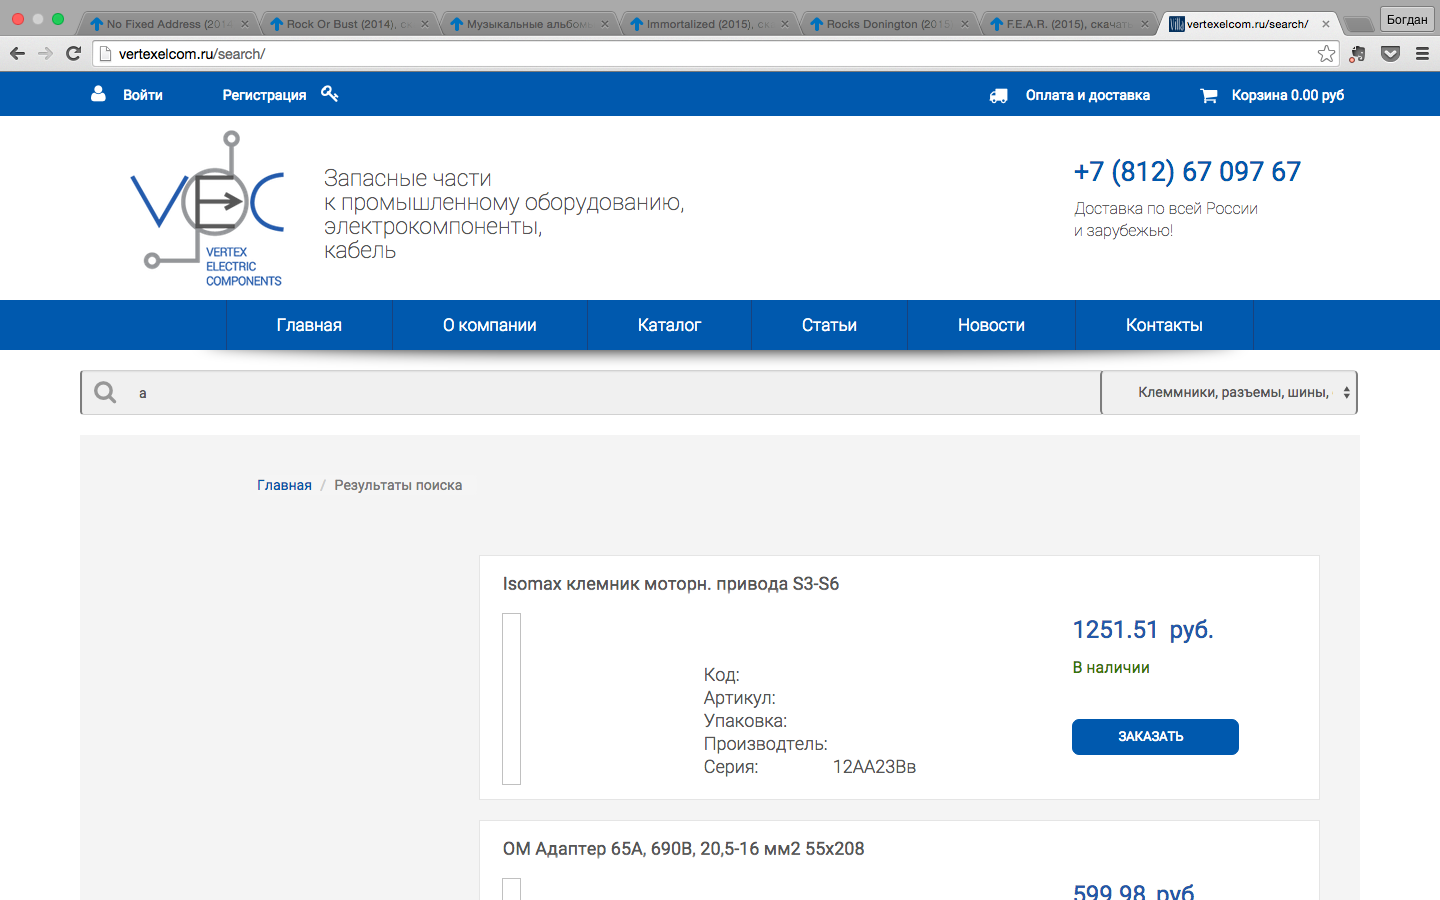 No Fixed Address (2014
Rock Or Bust (2014), ск
Музыкальные альбомы
Immortalized (2015), ска
Rocks Donington (2015)
F.E.A.R. (2015), скачать
vertexelcom.ru/search/
Богдан
vertexelcom.ru/search/
Войти
Регистрация
Оплата и доставка
Корзина 0.00 руб
VEC
VERTEX
ELECTRIC
COMPONENTS
Запасные части
к промышленному оборудованию,
электрокомпоненты,
кабель
+7 (812) 67 097 67
Доставка по всей России
и зарубежью!
Главная
О компании
Каталог
Статьи
Новости
Контакты
а
Клеммники, разъемы, шины,
Главная / Результаты поиска
Isomax клемник моторн. привода S3-S6
1251.51 руб.
В наличии
Код:
Артикул:
Упаковка:
Производтель:
Серия: 12АА23Вв
ЗАКАЗАТЬ
ОМ Адаптер 65А, 690В, 20,5-16 мм2 55х208
599.98 руб